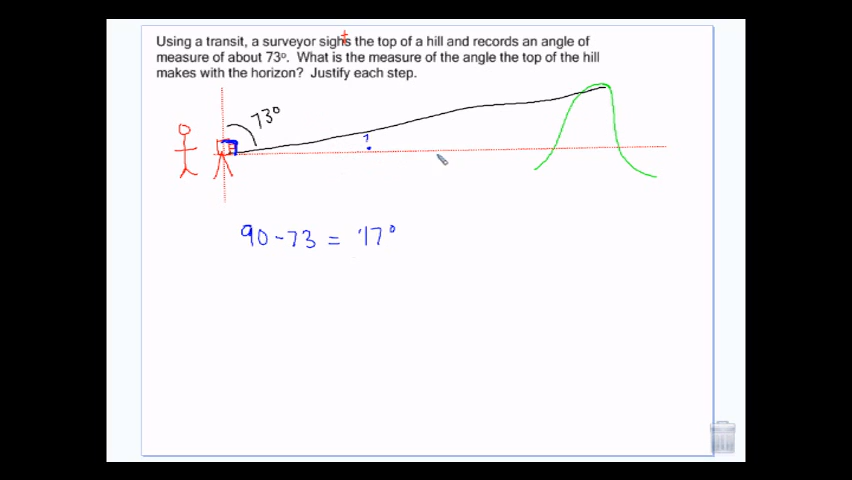 Using a transit, a surveyor sights the top of a hill and records an angle of
measure of about 73°. What is the measure of the angle the top of the hill
makes with the horizon? Justify each step.
73°
?
90-73 = 17°